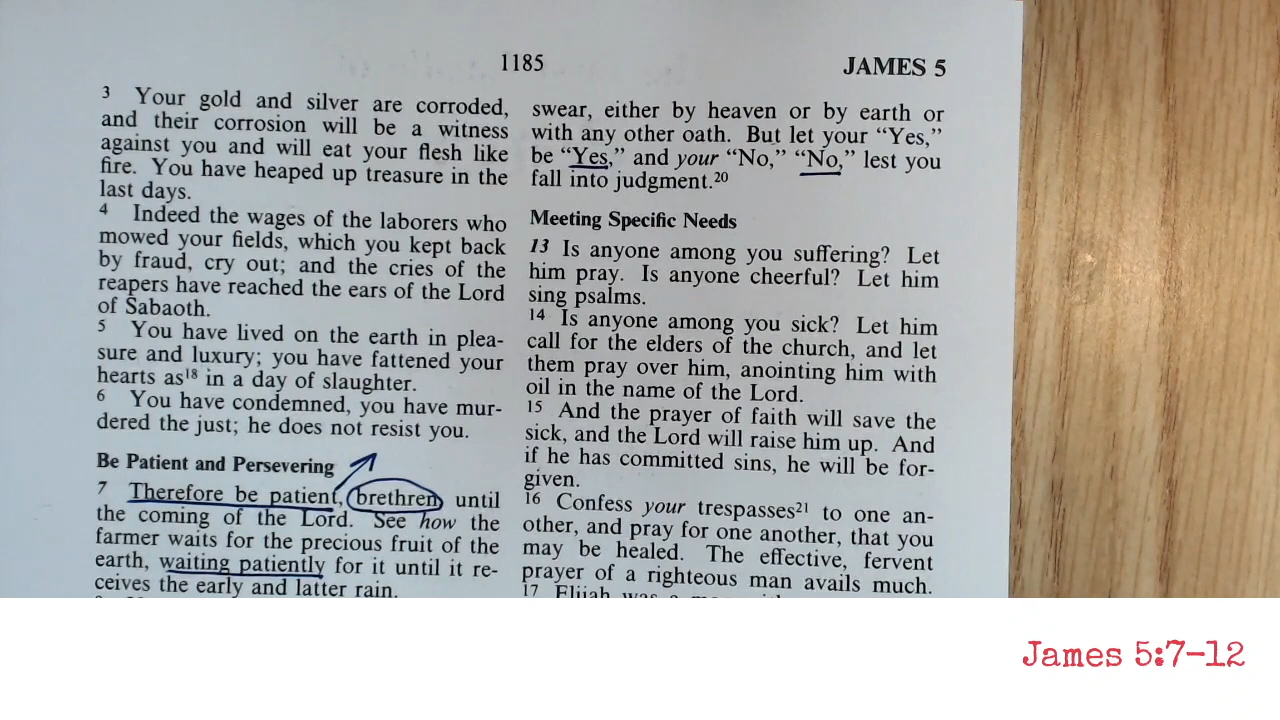 1185
JAMES 5
3 Your gold and silver are corroded,
and their corrosion will be a witness
against you and will eat your flesh like
fire. You have heaped up treasure in the
last days.
4 Indeed the wages of the laborers who
mowed your fields, which you kept back
by fraud, cry out; and the cries of the
reapers have reached the ears of the Lord
of Sabaoth.
5 You have lived on the earth in plea-
sure and luxury; you have fattened your
hearts as18 in a day of slaughter.
6 You have condemned, you have mur-
dered the just; he does not resist you.
Be Patient and Persevering
7 Therefore be patient, brethren until
the coming of the Lord. See how the
farmer waits for the precious fruit of the
earth, waiting patiently for it until it re-
ceives the early and latter rain.
swear, either by heaven or by earth or
with any other oath. But let your “Yes,”
be “Yes,” and your “No,” “No,” lest you
fall into judgment.20
Meeting Specific Needs
13 Is anyone among you suffering? Let
him pray. Is anyone cheerful? Let him
sing psalms.
14 Is anyone among you sick? Let him
call for the elders of the church, and let
them pray over him, anointing him with
oil in the name of the Lord.
15 And the prayer of faith will save the
sick, and the Lord will raise him up. And
if he has committed sins, he will be for-
given.
16 Confess your trespasses21 to one an-
other, and pray for one another, that you
may be healed. The effective, fervent
prayer of a righteous man avails much.
17 Elijah was a man
James 5:7-12